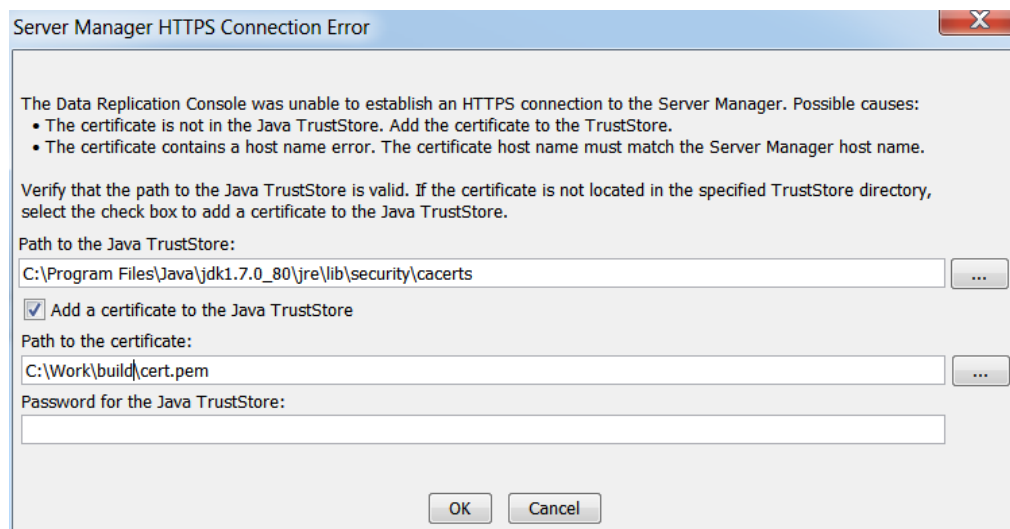 Server Manager HTTPS Connection Error
X
The Data Replication Console was unable to establish an HTTPS connection to the Server Manager. Possible causes:
• The certificate is not in the Java TrustStore. Add the certificate to the TrustStore.
• The certificate contains a host name error. The certificate host name must match the Server Manager host name.
Verify that the path to the Java TrustStore is valid. If the certificate is not located in the specified TrustStore directory,
select the check box to add a certificate to the Java TrustStore.
Path to the Java TrustStore:
C:\Program Files\Java\jdk1.7.0_80\jre\lib\security\cacerts
...
Add a certificate to the Java TrustStore
Path to the certificate:
C:\Work\build\cert.pem
...
Password for the Java TrustStore:
OK Cancel